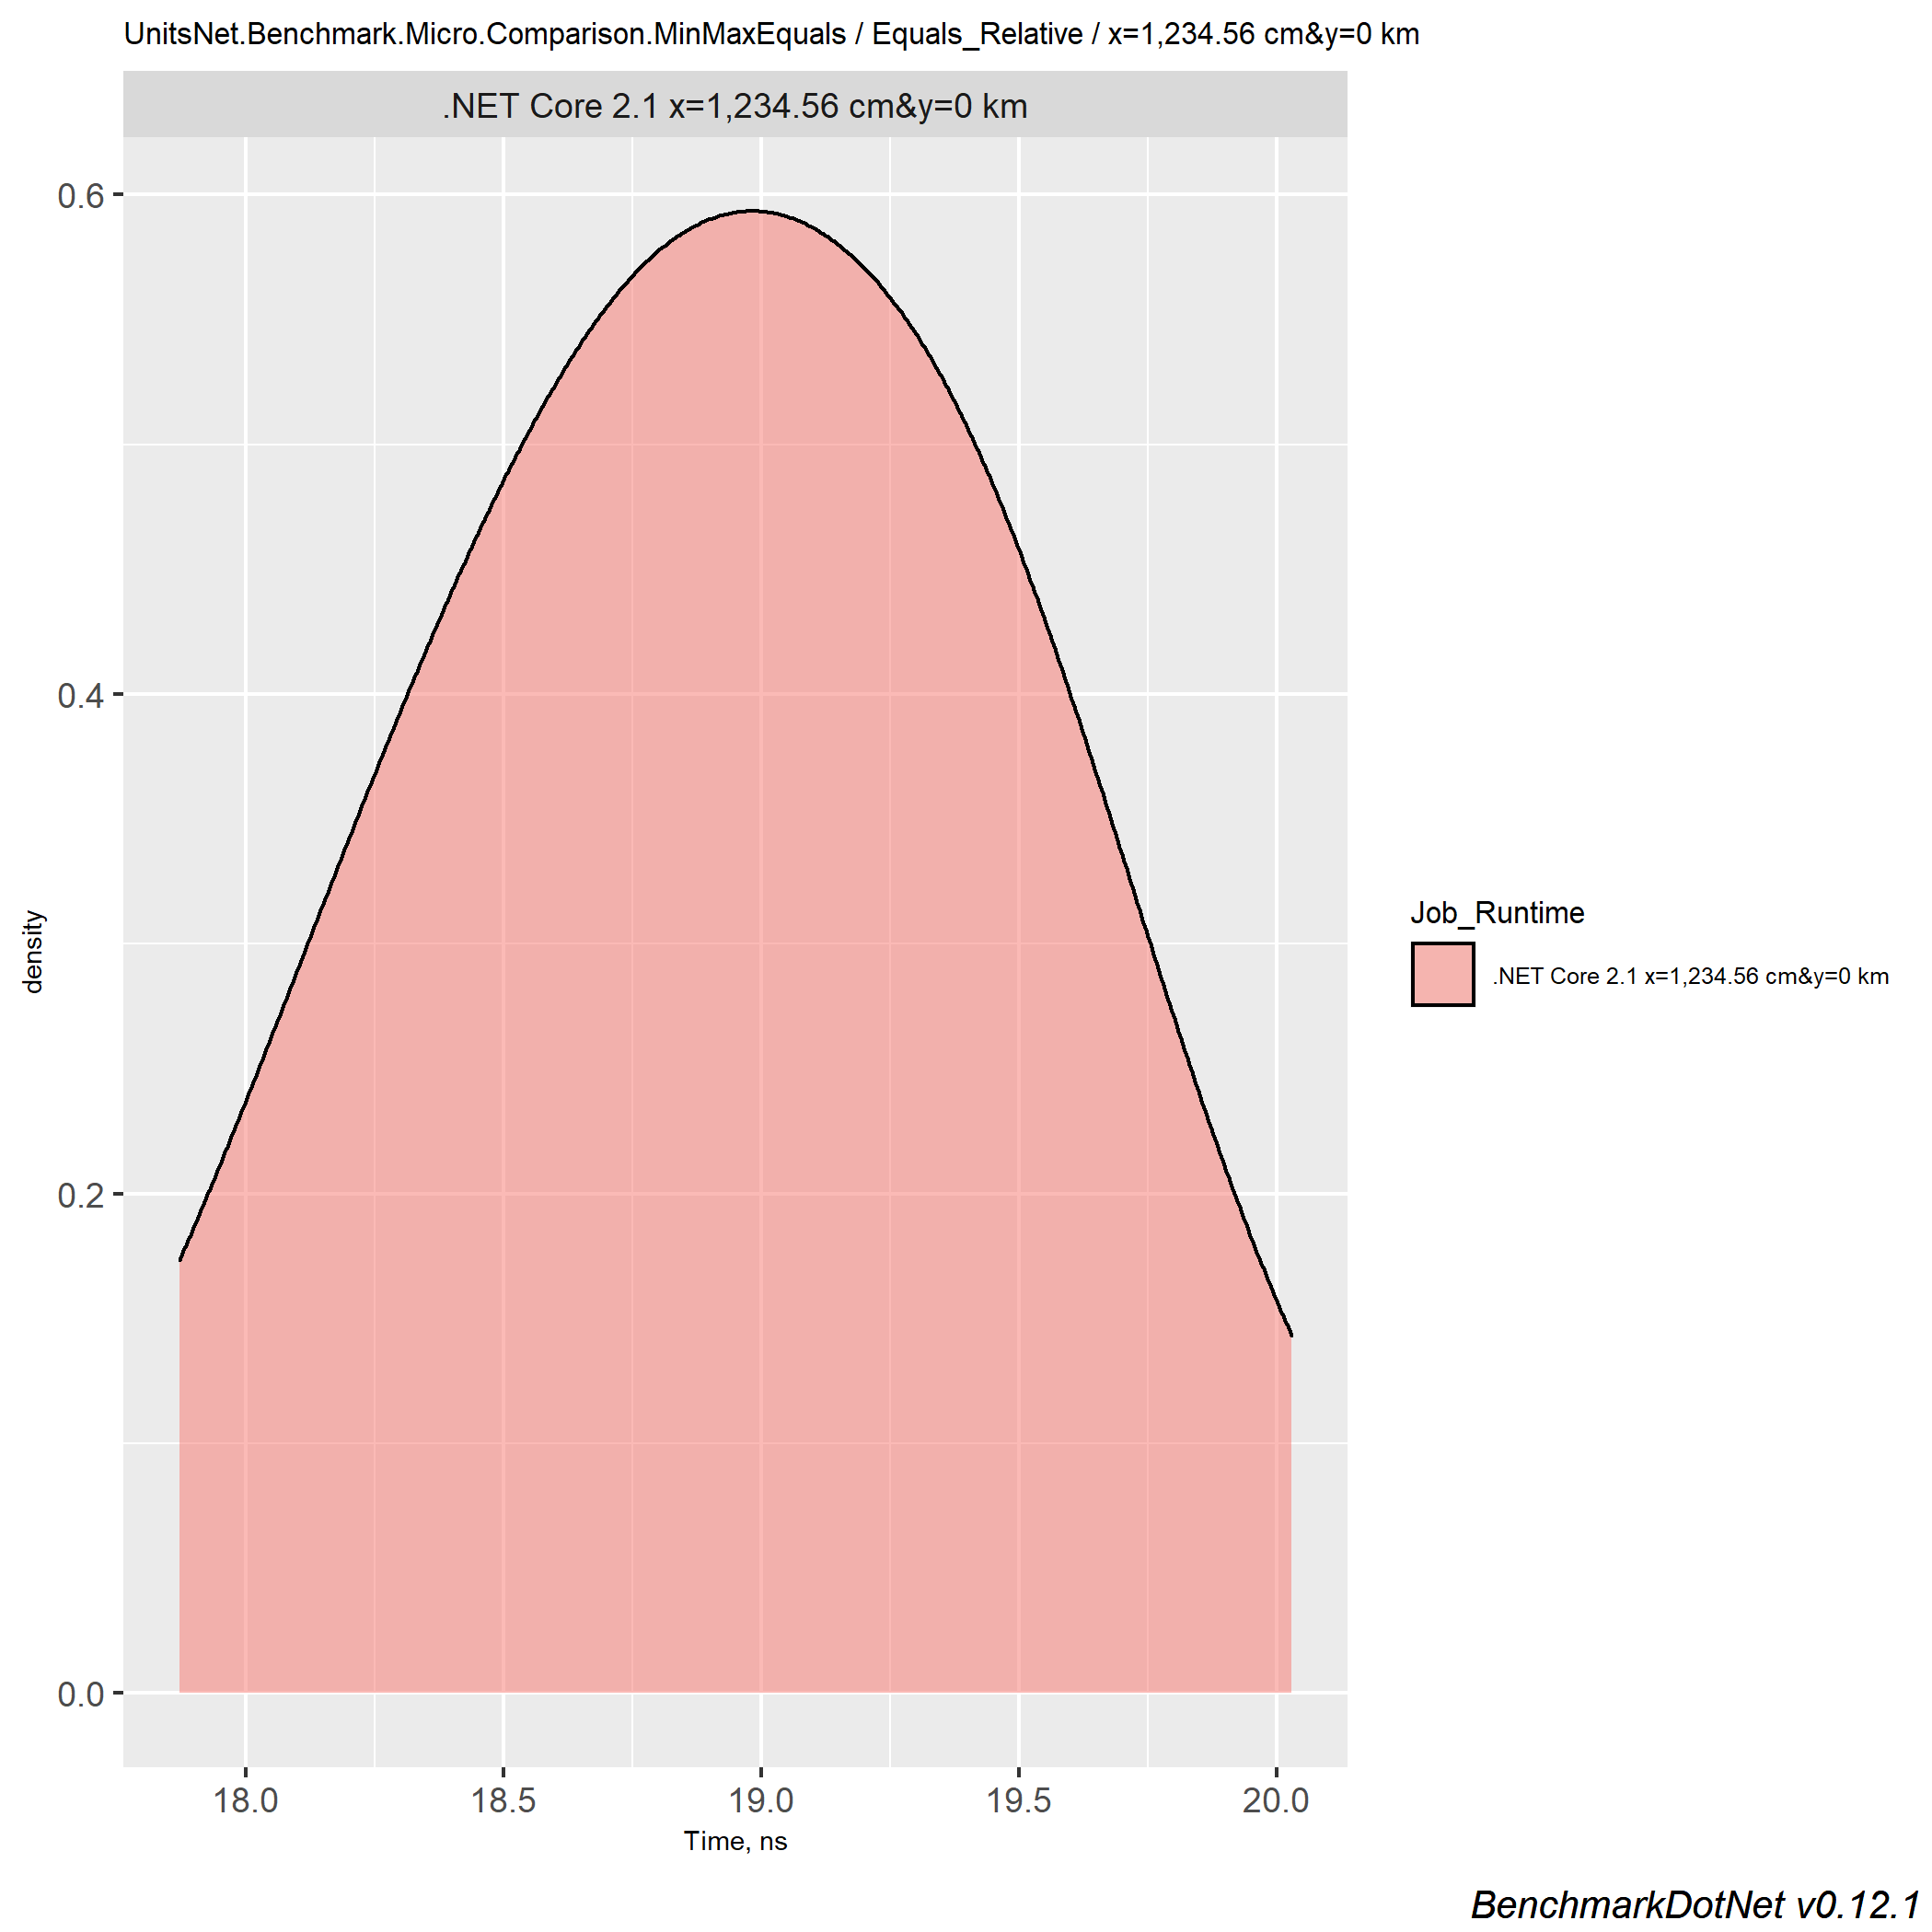 UnitsNet.Benchmark.Micro.Comparison.MinMaxEquals / Equals_Relative / x=1,234.56 cm&y=0 km
.NET Core 2.1 x=1,234.56 cm&y=0 km
0.6
0.4
0.2
0.0
density
18.0 18.5 19.0 19.5 20.0
Time, ns
Job_Runtime
.NET Core 2.1 x=1,234.56 cm&y=0 km
BenchmarkDotNet v0.12.1